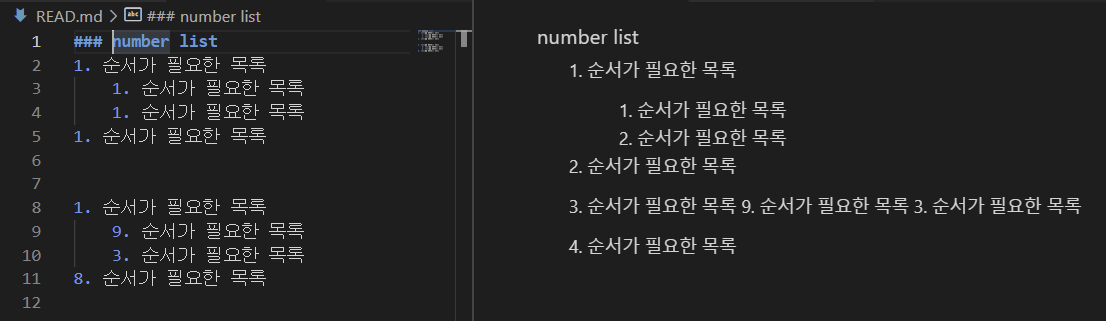 READ.md > ### number list
1 ### number list
2 1. 순서가 필요한 목록
3 1. 순서가 필요한 목록
4 1. 순서가 필요한 목록
5 1. 순서가 필요한 목록
6
7
8 1. 순서가 필요한 목록
9 9. 순서가 필요한 목록
10 3. 순서가 필요한 목록
11 8. 순서가 필요한 목록
12
number list
1. 순서가 필요한 목록
1. 순서가 필요한 목록
2. 순서가 필요한 목록
2. 순서가 필요한 목록
3. 순서가 필요한 목록 9. 순서가 필요한 목록 3. 순서가 필요한 목록
4. 순서가 필요한 목록